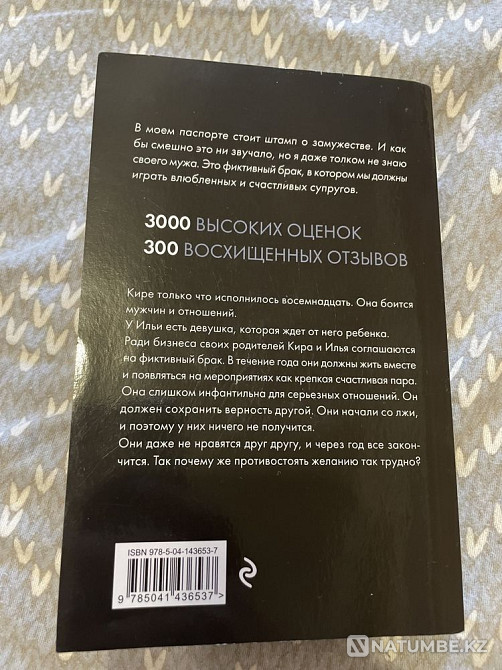 В моем паспорте стоит штамп о замужестве. И как
бы смешно это ни звучало, но я даже толком не знаю
своего мужа. Это фиктивный брак, в котором мы должны
играть влюбленных и счастливых супругов.
3000 ВЫСОКИХ ОЦЕНОК
300 ВОСХИЩЕННЫХ ОТЗЫВОВ
Кире только что исполнилось восемнадцать. Она боится
мужчин и отношений.
У Ильи есть девушка, которая ждет от него ребенка.
Ради бизнеса своих родителей Кира и Илья соглашаются
на фиктивный брак. В течение года они должны жить вместе
и появляться на мероприятиях как крепкая счастливая пара.
Она слишком инфантильна для серьезных отношений. Он
должен сохранить верность другой. Они начали со лжи,
и поэтому у них ничего не получится.
Они даже не нравятся друг другу, и через год все закон-
чится. Так почему же противостоять желанию так трудно?
ISBN 978-5-04-143653-7
9 785041 436537 >
NATUMBE.KZ